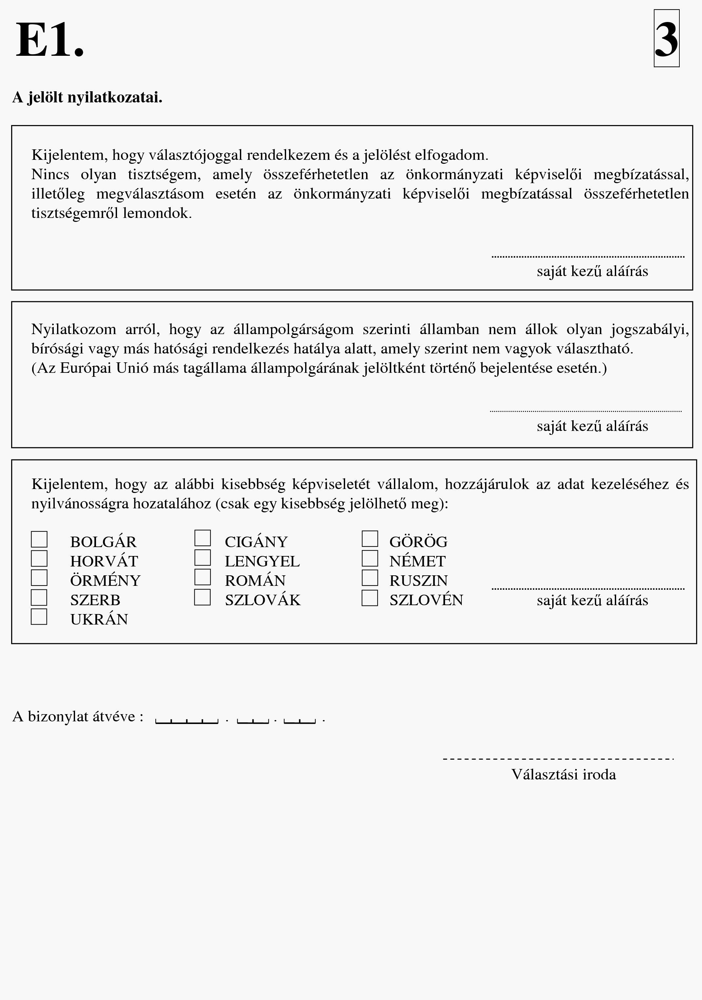 E1.
3
A jelölt nyilatkozatai.
Kijelentem, hogy választójoggal rendelkezem és a jelölést elfogadom.
Nincs olyan tisztségem, amely összeférhetetlen az önkormányzati képviselői megbízatással,
illetőleg megválasztásom esetén az önkormányzati képviselői megbízatással összeférhetetlen
tisztségemről lemondok.
saját kezű aláírás
Nyilatkozom arról, hogy az állampolgárságom szerinti államban nem állok olyan jogszabályi,
bírósági vagy más hatósági rendelkezés hatálya alatt, amely szerint nem vagyok választható.
(Az Európai Unió más tagállama állampolgárának jelöltként történő bejelentése esetén.)
saját kezű aláírás
Kijelentem, hogy az alábbi kisebbség képviseletét vállalom, hozzájárulok az adat kezeléséhez és
nyilvánosságra hozatalához (csak egy kisebbség jelölhető meg):
BOLGÁR CIGÁNY GÖRÖG
HORVÁT LENGYEL NÉMET
ÖRMÉNY ROMÁN RUSZIN
SZERB SZLOVÁK SZLOVÉN saját kezű aláírás
UKRÁN
A bizonylat átvéve : . . .
Választási iroda